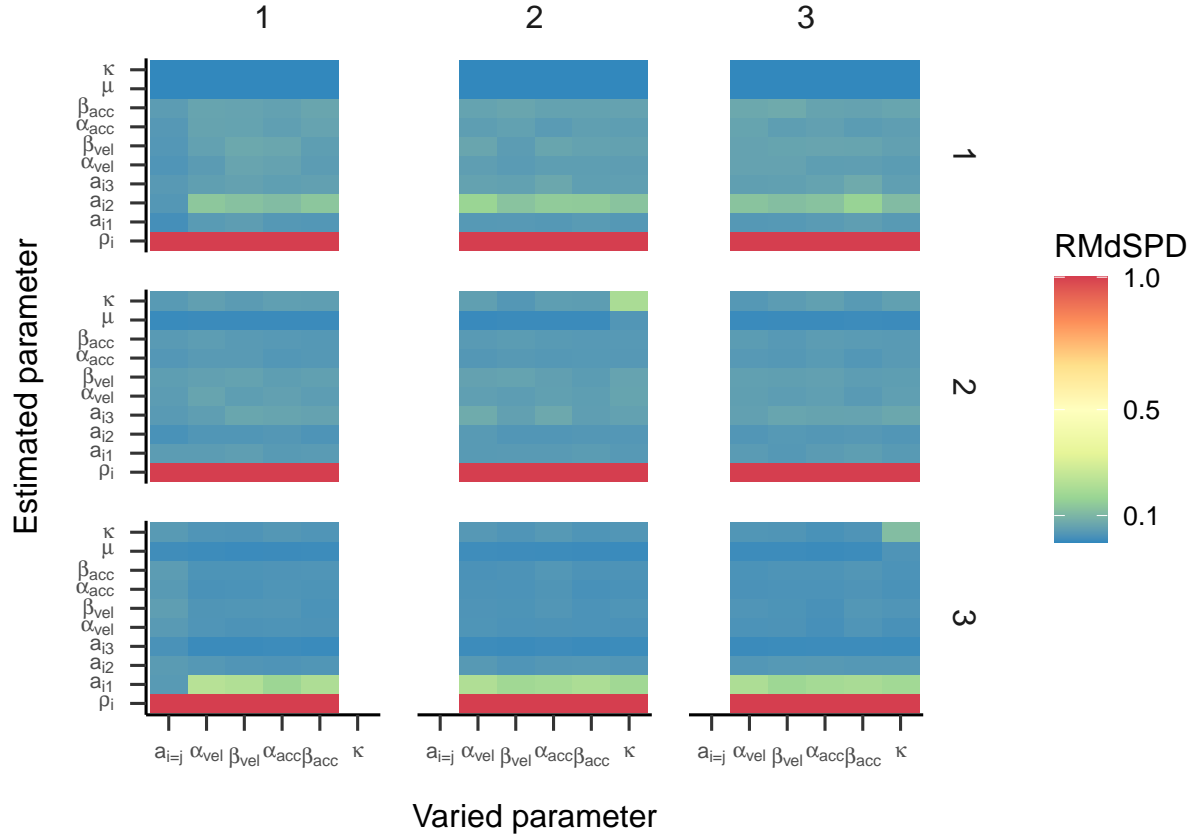 1 2 3
κ
μ
βacc
αacc
βvel
αvel
ai3
ai2
ai1
ρi
1
κ
μ
βacc
αacc
βvel
αvel
ai3
ai2
ai1
ρi
2
κ
μ
βacc
αacc
βvel
αvel
ai3
ai2
ai1
ρi
3
ai=j αvel βvel αacc βacc κ
ai=j αvel βvel αacc βacc κ
ai=j αvel βvel αacc βacc κ
Estimated parameter
Varied parameter
RMdSPD
1.0
0.5
0.1